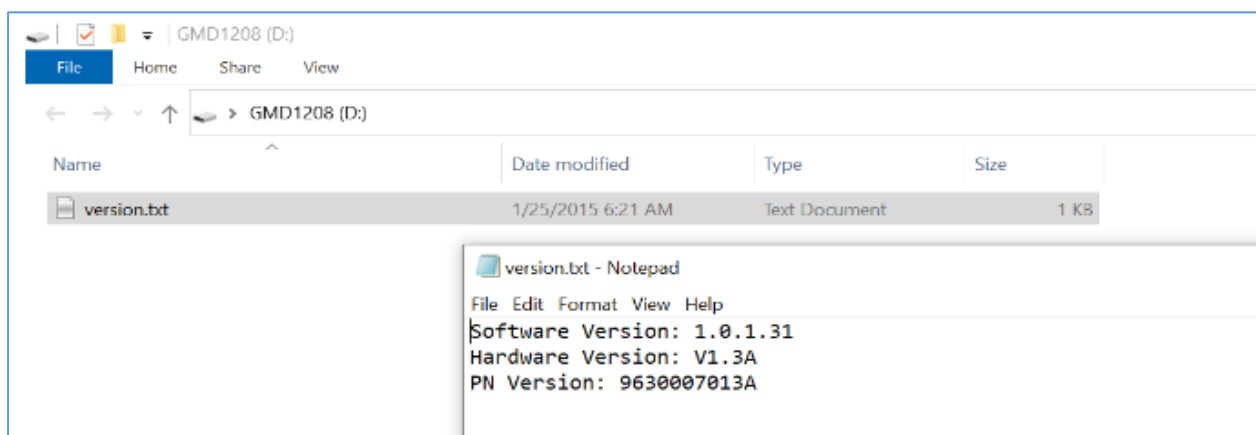 GMD1208 (D:)
File Home Share View
GMD1208 (D:)
Name Date modified Type Size
version.txt 1/25/2015 6:21 AM Text Document 1 KB
version.txt - Notepad
File Edit Format View Help
Software Version: 1.0.1.31
Hardware Version: V1.3A
PN Version: 9630007013A